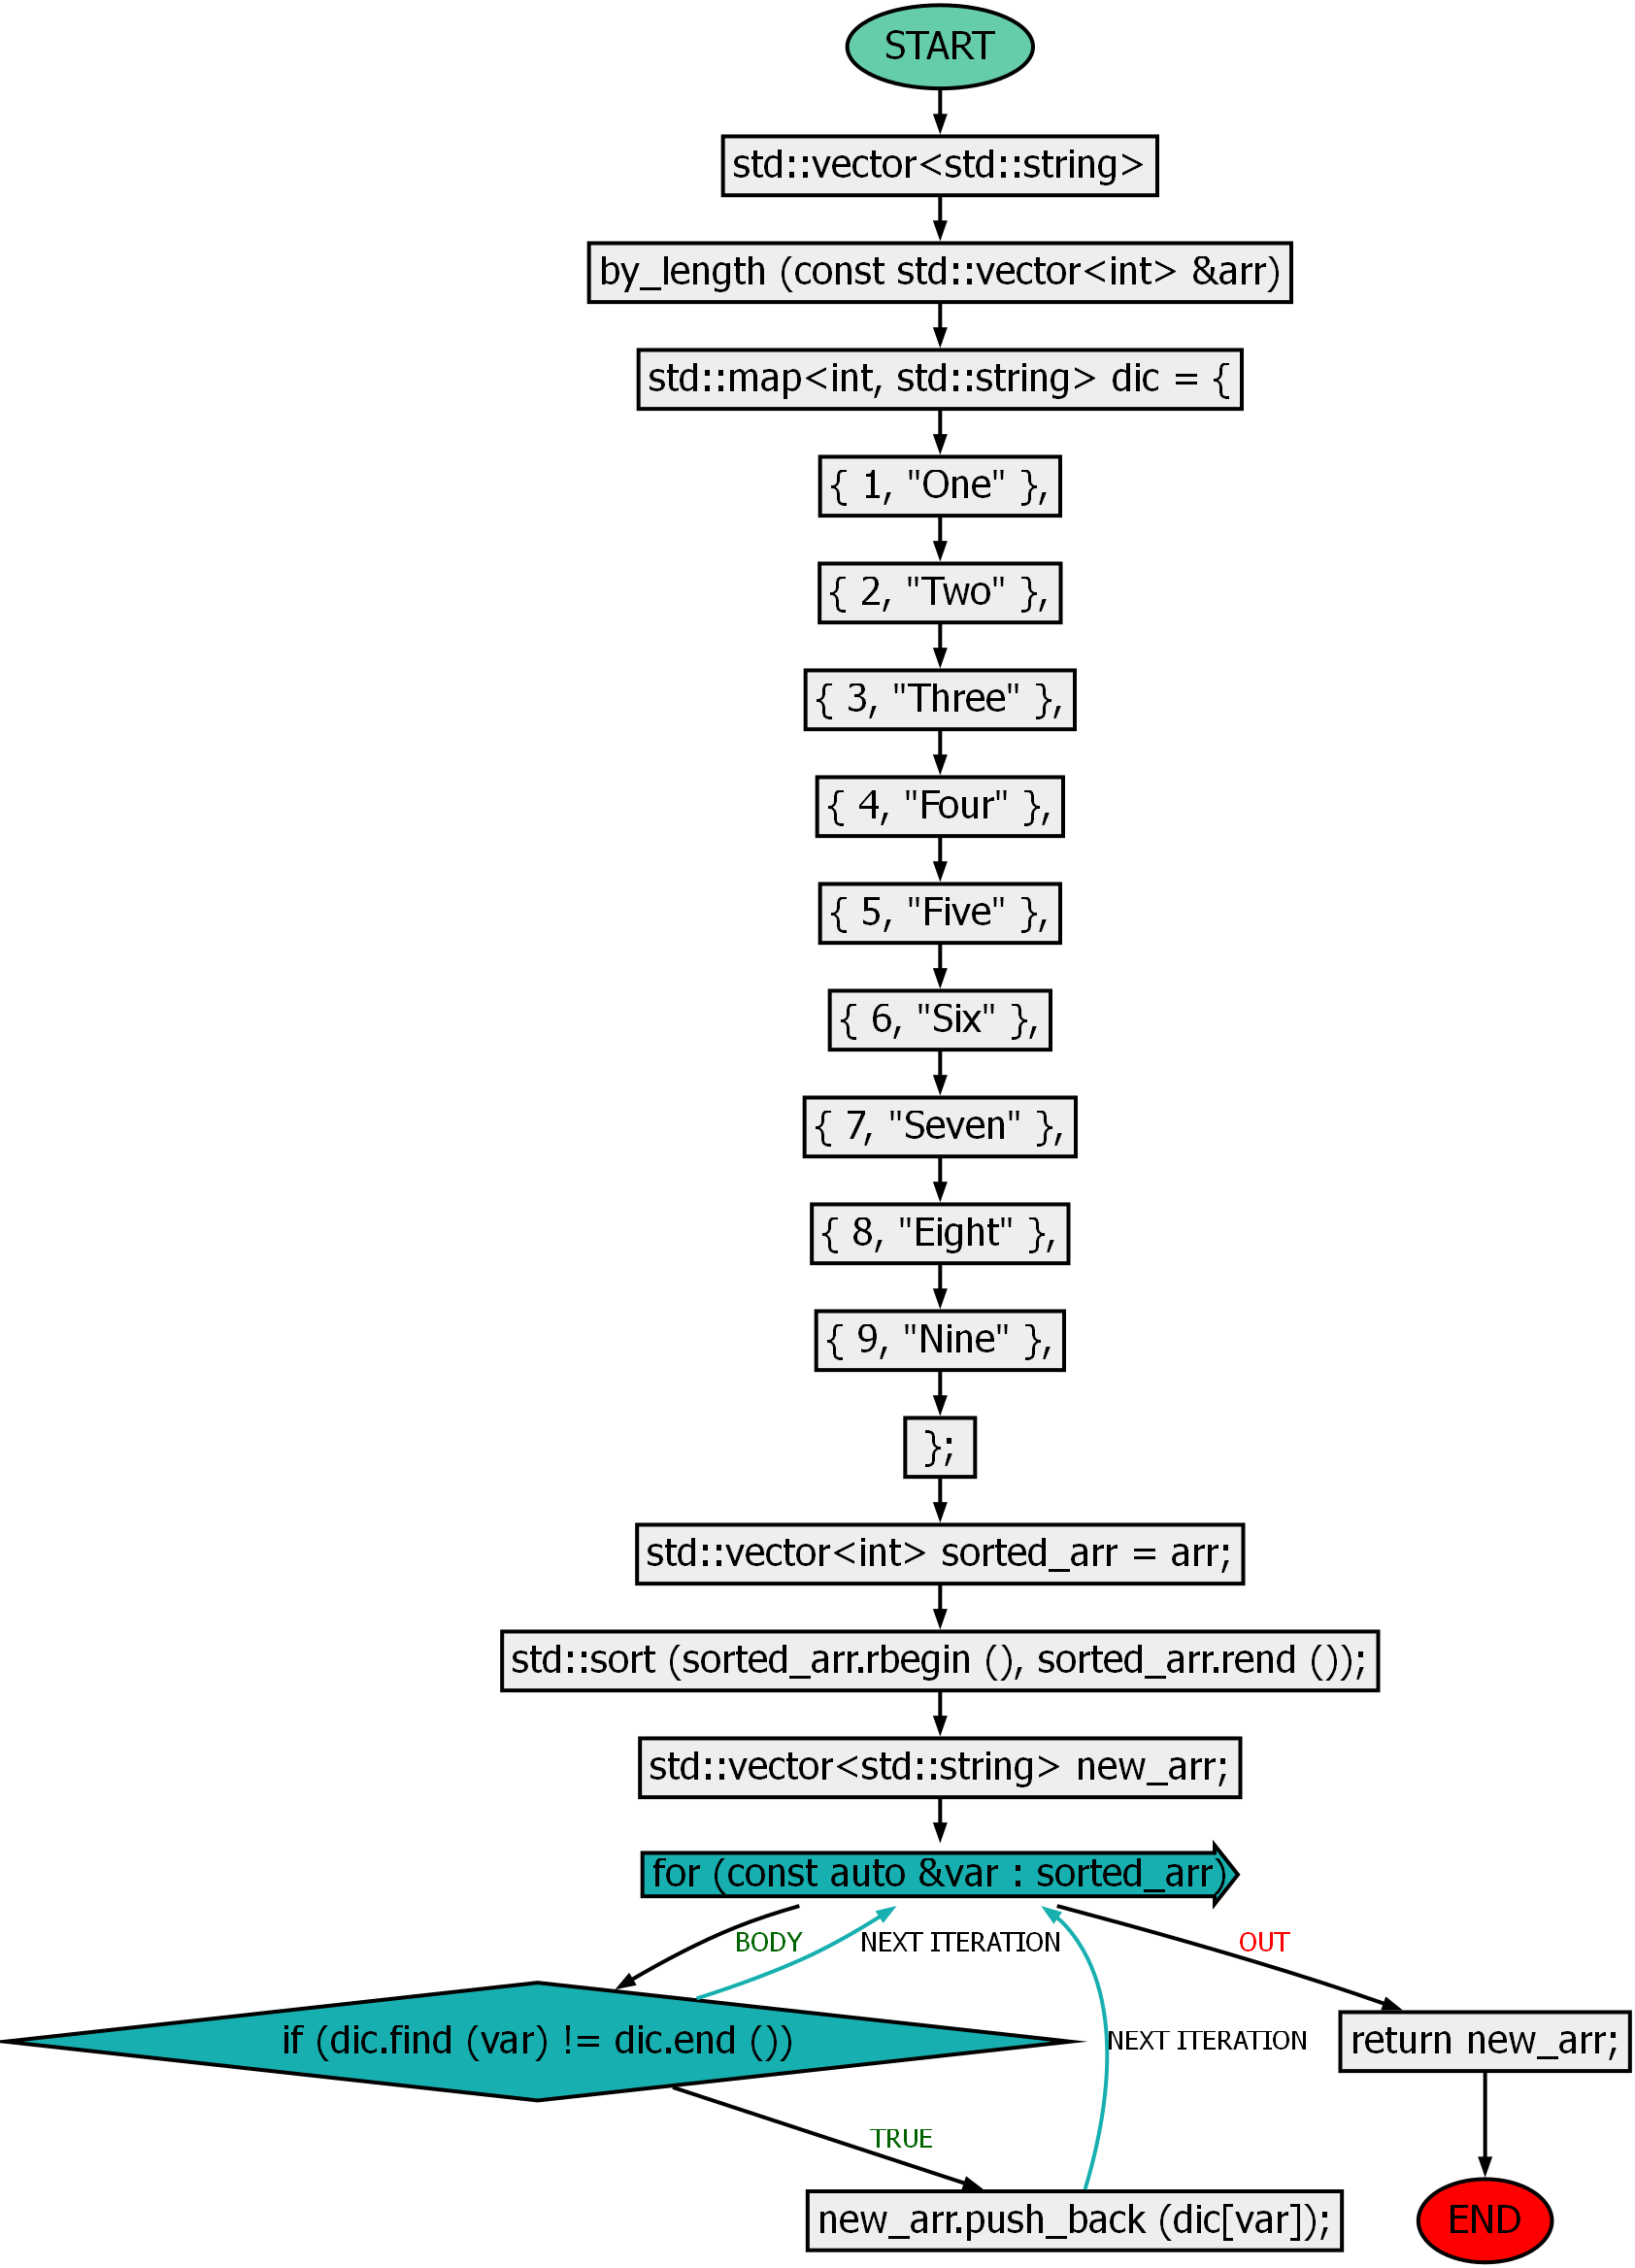 START
std::vector<std::string>
by_length (const std::vector<int> &arr)
std::map<int, std::string> dic = {
{ 1, "One" },
{ 2, "Two" },
{ 3, "Three" },
{ 4, "Four" },
{ 5, "Five" },
{ 6, "Six" },
{ 7, "Seven" },
{ 8, "Eight" },
{ 9, "Nine" },
};
std::vector<int> sorted_arr = arr;
std::sort (sorted_arr.rbegin (), sorted_arr.rend ());
std::vector<std::string> new_arr;
for (const auto &var : sorted_arr)
BODY
NEXT ITERATION
OUT
if (dic.find (var) != dic.end ())
NEXT ITERATION
return new_arr;
TRUE
new_arr.push_back (dic[var]);
END